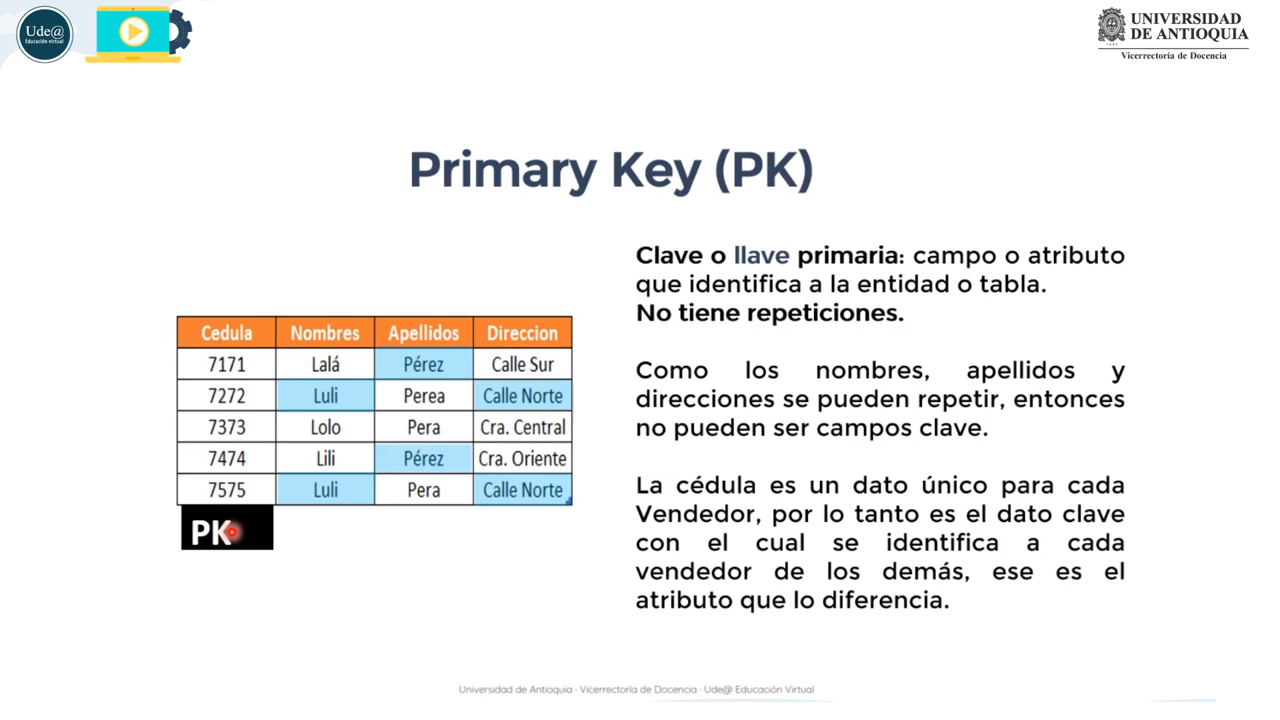 Ude@
Educación virtual
UNIVERSIDAD
DE ANTIOQUIA
1803
Vicerrectoría de Docencia
Primary Key (PK)
Clave o llave primaria: campo o atributo
que identifica a la entidad o tabla.
No tiene repeticiones.
Como los nombres, apellidos y
direcciones se pueden repetir, entonces
no pueden ser campos clave.
La cédula es un dato único para cada
Vendedor, por lo tanto es el dato clave
con el cual se identifica a cada
vendedor de los demás, ese es el
atributo que lo diferencia.
Cedula Nombres Apellidos Direccion
7171 Lalá Pérez Calle Sur
7272 Luli Perea Calle Norte
7373 Lolo Pera Cra. Central
7474 Lili Pérez Cra. Oriente
7575 Luli Pera Calle Norte
PK
Universidad de Antioquia · Vicerrectoría de Docencia · Ude@ Educación Virtual